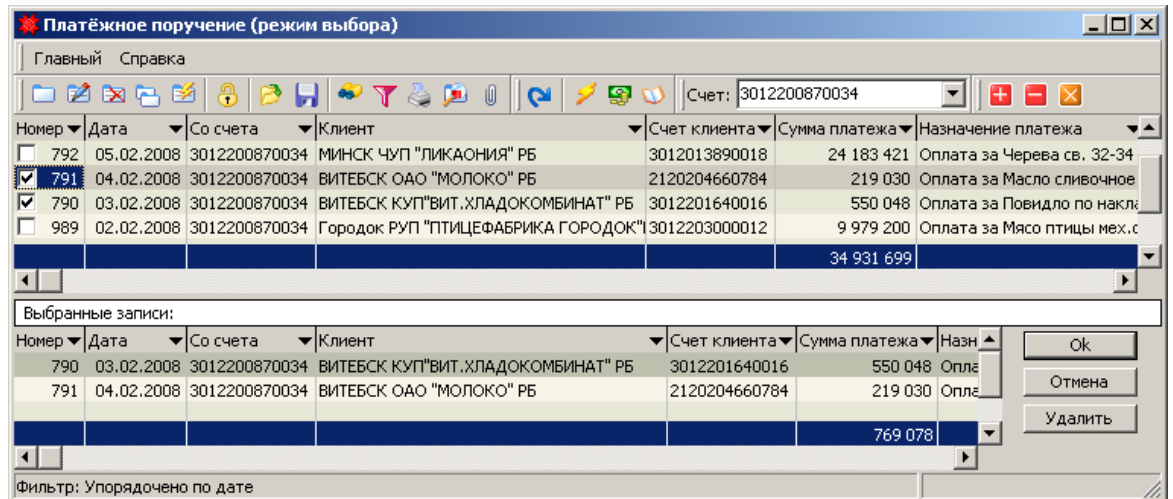 Платёжное поручение (режим выбора)
Главный Справка
Счет: 3012200870034
Номер Дата Со счета Клиент Счет клиента Сумма платежа Назначение платежа
792 05.02.2008 3012200870034 МИНСК ЧУП "ЛИКАОНИЯ" РБ 3012013890018 24 183 421 Оплата за Черева св. 32-34
791 04.02.2008 3012200870034 ВИТЕБСК ОАО "МОЛОКО" РБ 2120204660784 219 030 Оплата за Масло сливочное
790 03.02.2008 3012200870034 ВИТЕБСК КУП"ВИТ.ХЛАДОКОМБИНАТ" РБ 3012201640016 550 048 Оплата за Повидло по накла
989 02.02.2008 3012200870034 Городок РУП "ПТИЦЕФАБРИКА ГОРОДОК" 3012203000012 9 979 200 Оплата за Мясо птицы мех.о
34 931 699
Выбранные записи:
Номер Дата Со счета Клиент Счет клиента Сумма платежа Назн
790 03.02.2008 3012200870034 ВИТЕБСК КУП"ВИТ.ХЛАДОКОМБИНАТ" РБ 3012201640016 550 048 Опла
791 04.02.2008 3012200870034 ВИТЕБСК ОАО "МОЛОКО" РБ 2120204660784 219 030 Опла
769 078
Ok
Отмена
Удалить
Фильтр: Упорядочено по дате